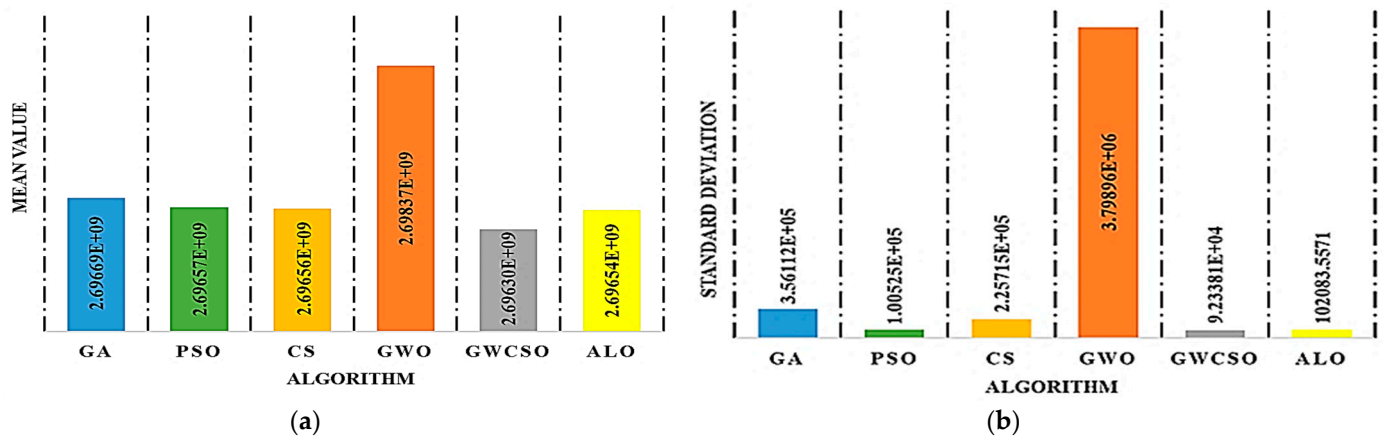 MEAN VALUE
2.69669E+09
2.69657E+09
2.69656E+09
2.69837E+09
2.69630E+09
2.69654E+09
GA PSO CS GWO GWCSO ALO
ALGORITHM
(a)
STANDARD DEVIATION
3.56112E+05
1.00525E+05
2.25715E+05
3.79896E+06
9.23381E+04
102083.5571
GA PSO CS GWO GWCSO ALO
ALGORITHM
(b)